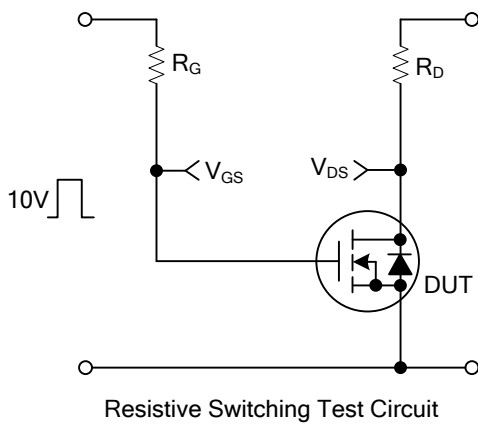 R_G
R_D
V_GS
V_DS
10V
DUT
Resistive Switching Test Circuit